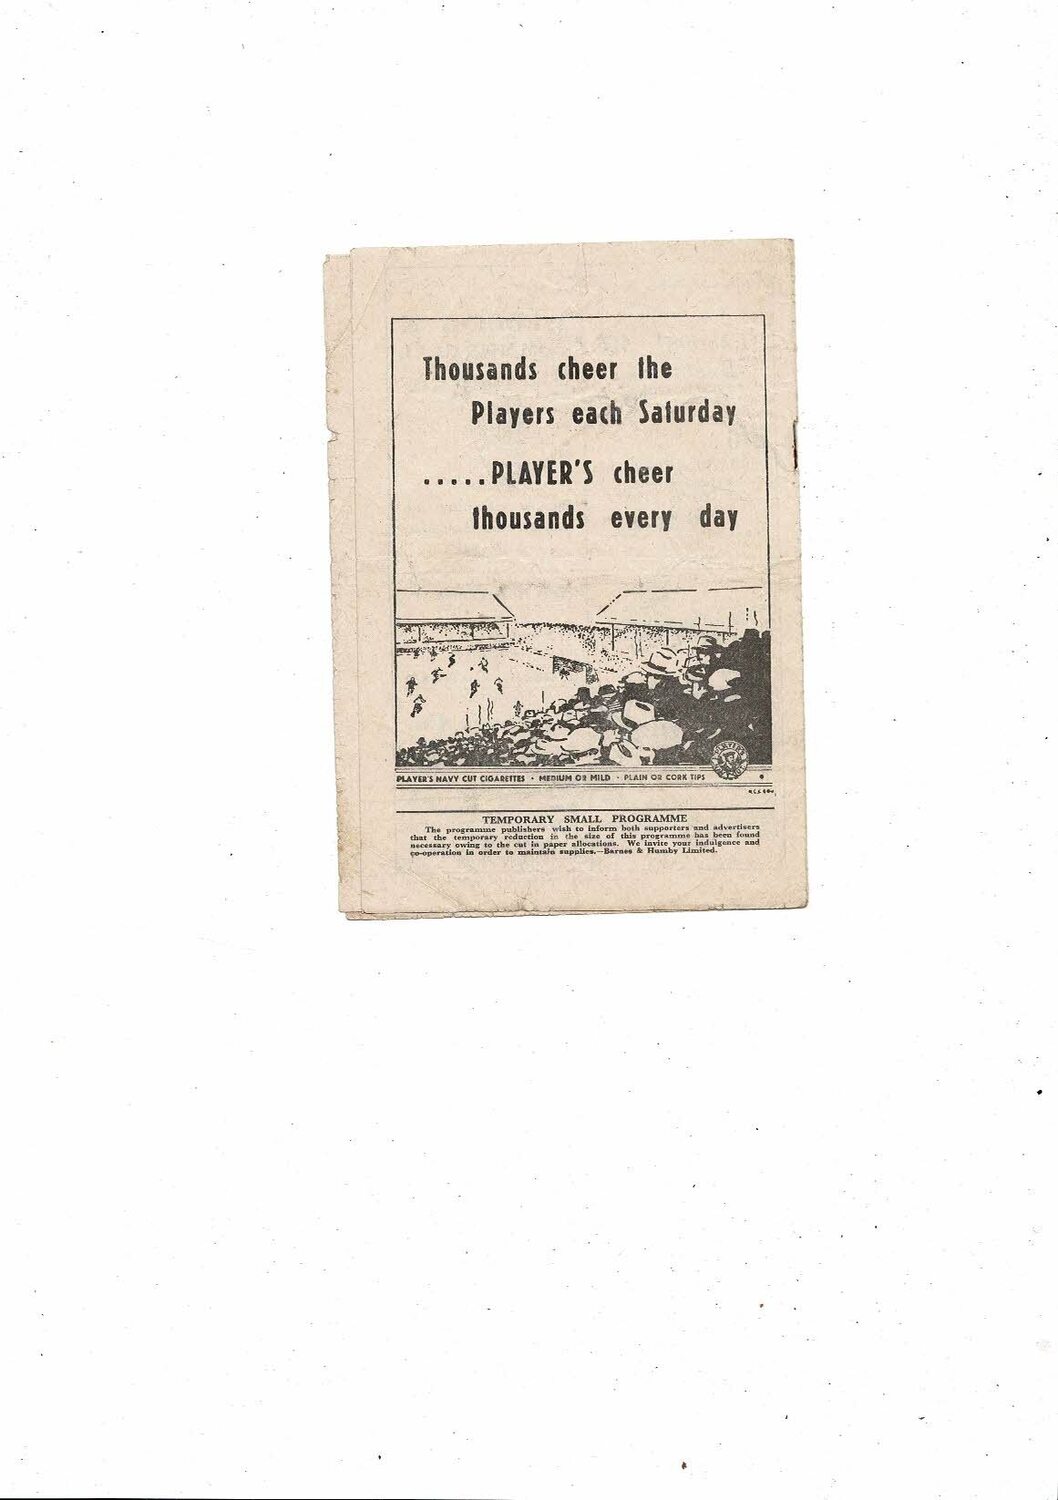 Thousands cheer the
Players each Saturday
.....PLAYER'S cheer
thousands every day
PLAYER'S NAVY CUT CIGARETTES · MEDIUM OR MILD · PLAIN OR CORK TIPS
TEMPORARY SMALL PROGRAMME
The programme publishers wish to inform both supporters and advertisers
that the temporary reduction in the size of this programme has been found
necessary owing to the cut in paper allocations. We invite your indulgence and
co-operation in order to maintain supplies.—Barnes & Humby Limited.